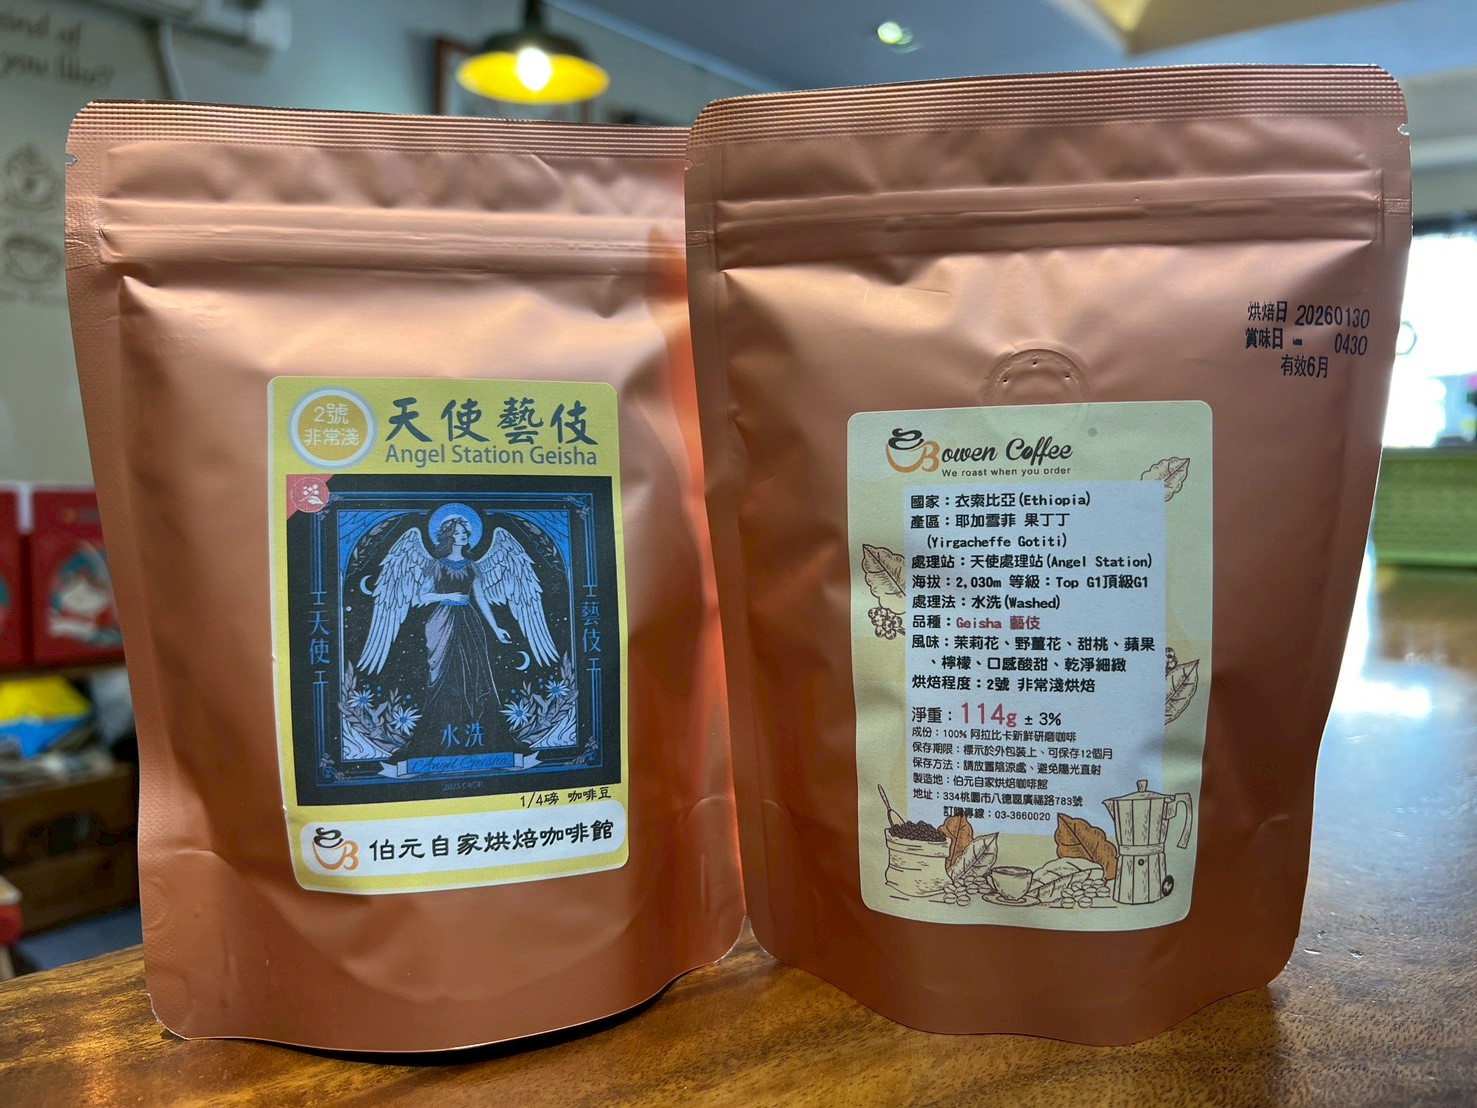 2號
非常淺
天使藝伎
Angel Station Geisha
天使
藝伎
水洗
Angel Geisha
1/4磅 咖啡豆
伯元自家烘焙咖啡館
烘焙日 20260130
賞味日 - 0430
有效6月
Bowen Coffee
We roast when you order
國家：衣索比亞(Ethiopia)
產區：耶加雪菲 果丁丁
(Yirgacheffe Gotiti)
處理站：天使處理站(Angel Station)
海拔：2,030m 等級：Top G1頂級G1
處理法：水洗(Washed)
品種：Geisha 藝伎
風味：茉莉花、野薑花、甜桃、蘋果
、檸檬、口感酸甜、乾淨細緻
烘焙程度：2號 非常淺烘焙
淨重：114g ± 3%
成份：100% 阿拉比卡新鮮研磨咖啡
保存期限：標示於外包裝上、可保存12個月
保存方法：請放置陰涼處、避免陽光直射
製造地：伯元自家烘焙咖啡館
地址：334桃園市八德區廣福路783號
訂購專線：03-3660020